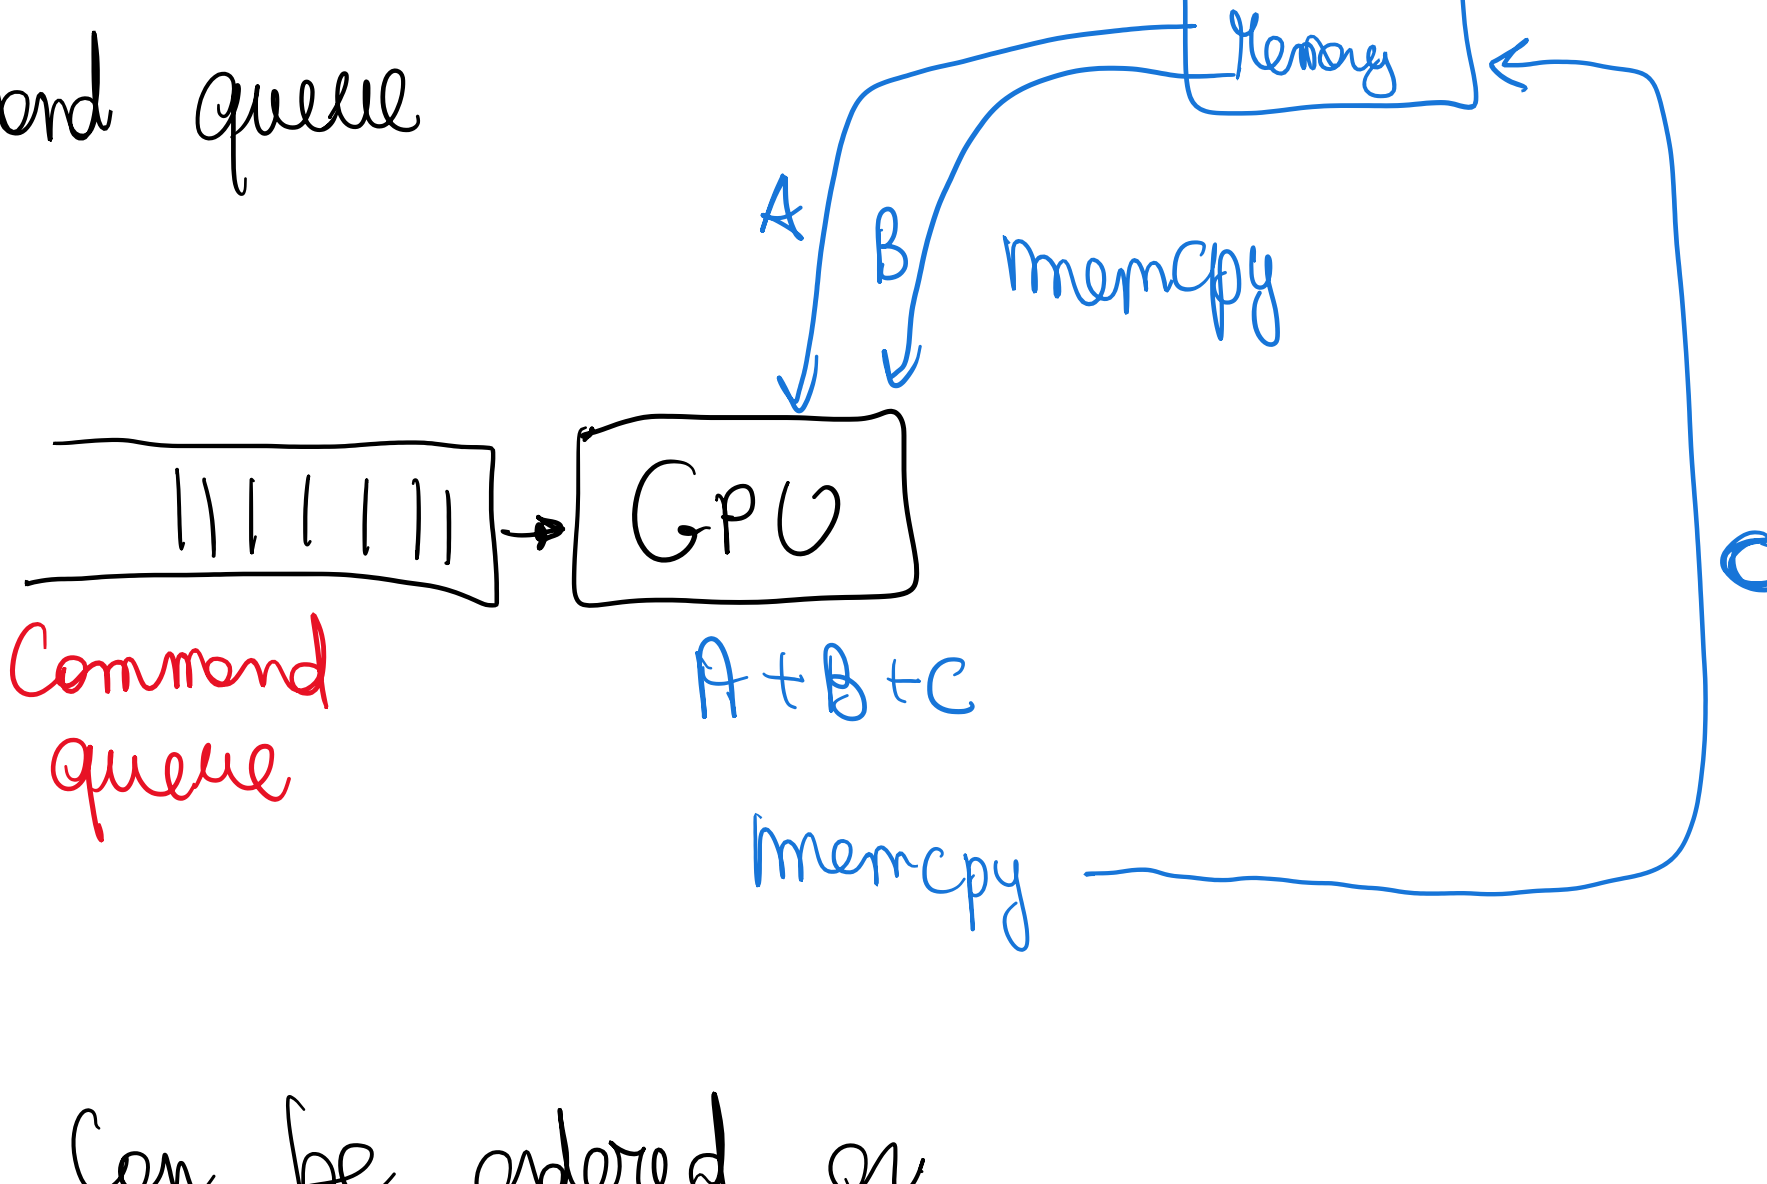 Memory
ond queue
A
B
memcpy
GPU
C
Command
queue
A+B+C
memcpy
Can be ordered or